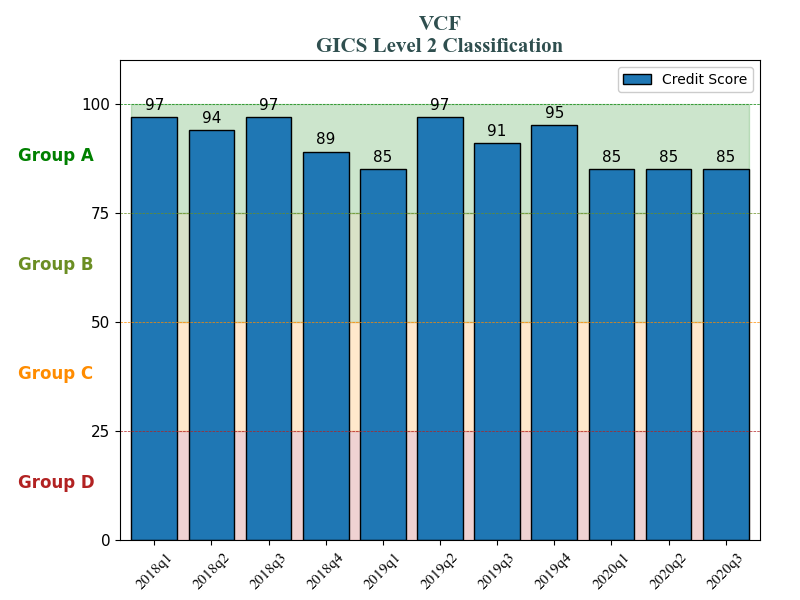 VCF
GICS Level 2 Classification
Credit Score
100
97
94
97
89
85
97
91
95
85
85
85
Group A
75
Group B
50
Group C
25
Group D
0
2018q1
2018q2
2018q3
2018q4
2019q1
2019q2
2019q3
2019q4
2020q1
2020q2
2020q3